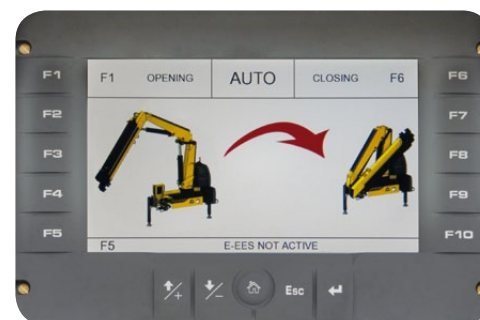 F1 F1 OPENING AUTO CLOSING F6 F6
F2 F7
F3 F8
F4 F9
F5 F5 E-EES NOT ACTIVE F10
+ - Esc